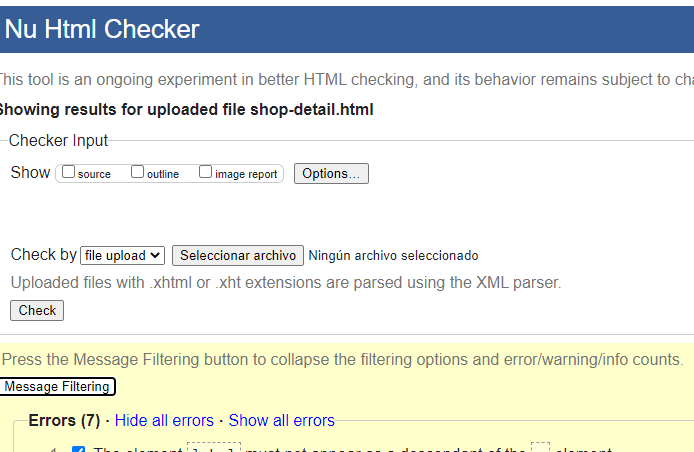 Nu Html Checker
This tool is an ongoing experiment in better HTML checking, and its behavior remains subject to
Showing results for uploaded file shop-detail.html
Checker Input
Show source outline image report Options...
Check by file upload Seleccionar archivo Ningún archivo seleccionado
Uploaded files with .xhtml or .xht extensions are parsed using the XML parser.
Check
Press the Message Filtering button to collapse the filtering options and error/warning/info counts.
Message Filtering
Errors (7) · Hide all errors · Show all errors
1. The element label must not appear as a descendant of the element